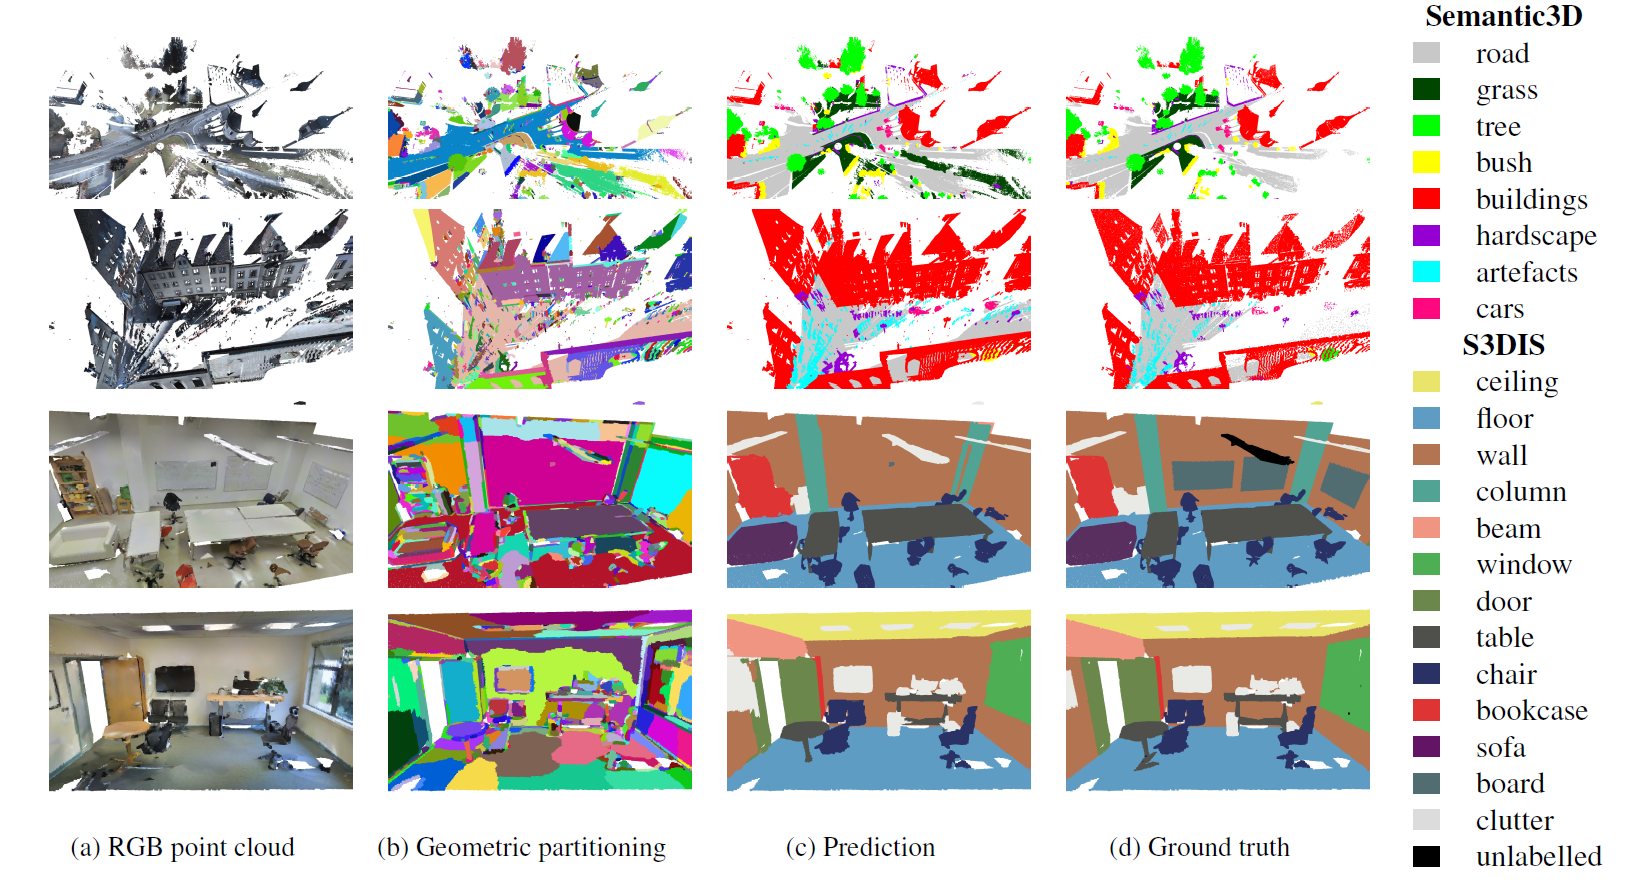 Semantic3D
road
grass
tree
bush
buildings
hardscape
artefacts
cars
S3DIS
ceiling
floor
wall
column
beam
window
door
table
chair
bookcase
sofa
board
clutter
unlabelled
(a) RGB point cloud
(b) Geometric partitioning
(c) Prediction
(d) Ground truth